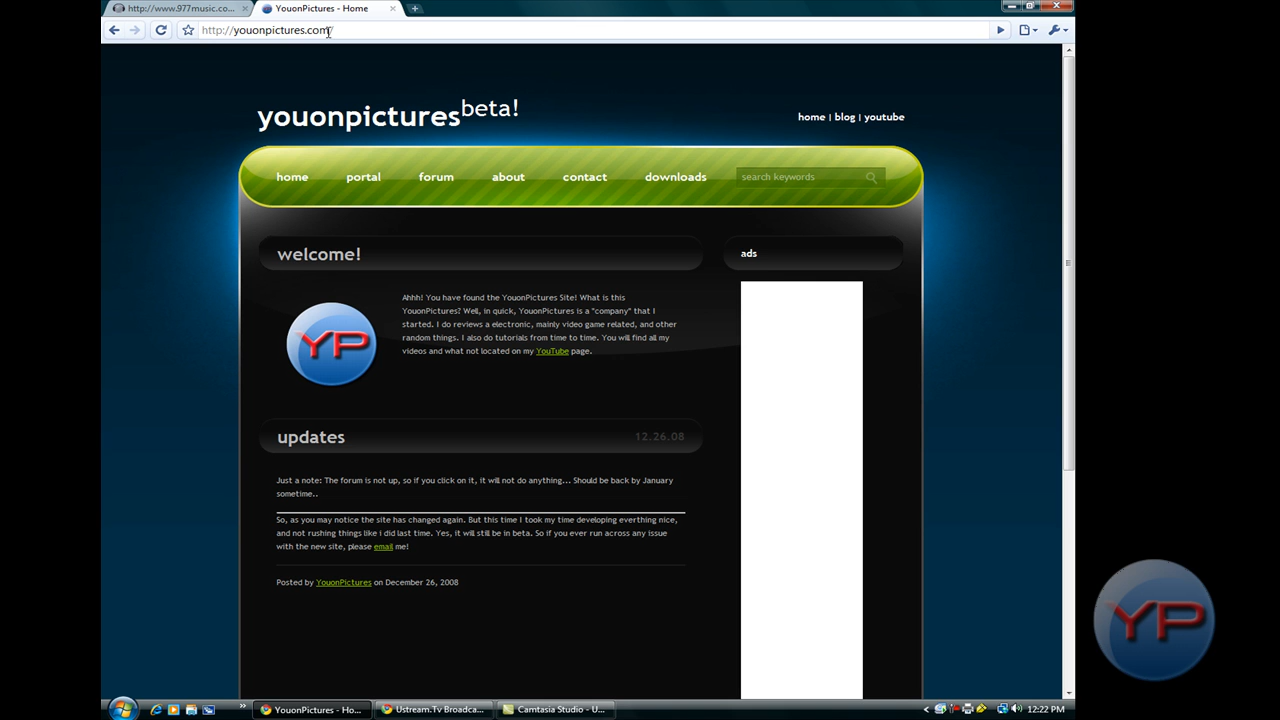 http://www.977music.co...
YouonPictures - Home
http://youonpictures.com/
youonpictures beta!
home | blog | youtube
home portal forum about contact downloads search keywords
welcome!
ads
YP
Ahhh! You have found the YouonPictures Site! What is this
YouonPictures? Well, in quick, YouonPictures is a "company" that I
started. I do reviews a electronic, mainly video game related, and other
random things. I also do tutorials from time to time. You will find all my
videos and what not located on my YouTube page.
updates
12.26.08
Just a note: The forum is not up, so if you click on it, it will not do anything... Should be back by January
sometime..
So, as you may notice the site has changed again. But this time I took my time developing everthing nice,
and not rushing things like i did last time. Yes, it will still be in beta. So if you ever run across any issue
with the new site, please email me!
Posted by YouonPictures on December 26, 2008
YP
YouonPictures - Ho...
Ustream.Tv Broadca...
Camtasia Studio - U...
12:22 PM